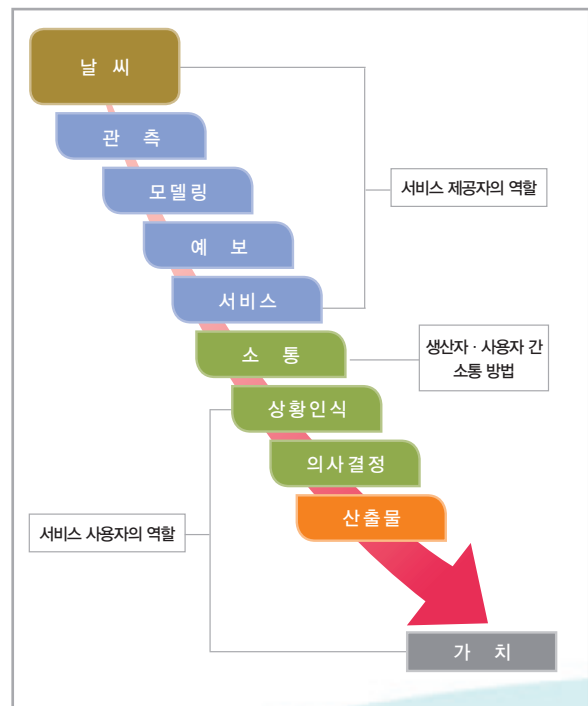 날 씨
관 측
모델링
서비스 제공자의 역할
예 보
서비스
소 통
생산자 · 사용자 간
소통 방법
상황인식
의사결정
산출물
서비스 사용자의 역할
가 치